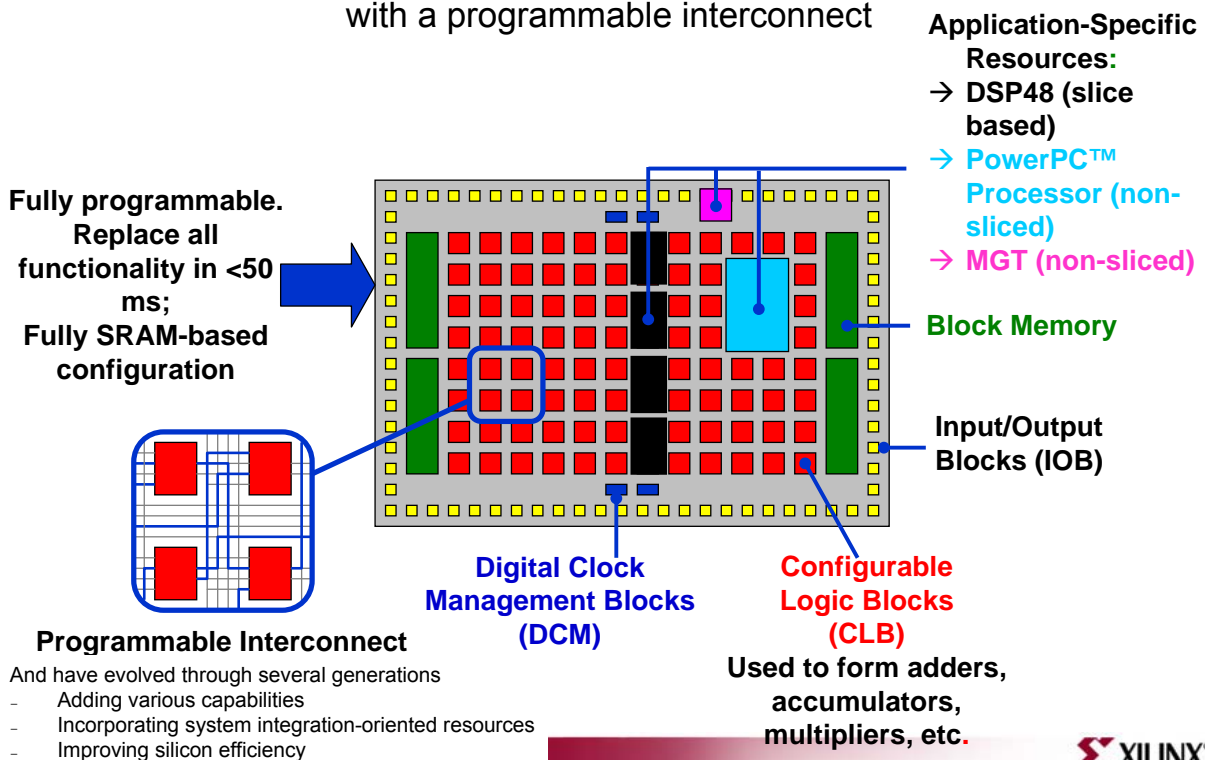 with a programmable interconnect
Application-Specific
Resources:
→ DSP48 (slice
based)
→ PowerPC™
Processor (non-
sliced)
→ MGT (non-sliced)
Fully programmable.
Replace all
functionality in <50
ms;
Fully SRAM-based
configuration
Block Memory
Input/Output
Blocks (IOB)
Digital Clock
Management Blocks
(DCM)
Configurable
Logic Blocks
(CLB)
Used to form adders,
accumulators,
multipliers, etc.
Programmable Interconnect
And have evolved through several generations
– Adding various capabilities
– Incorporating system integration-oriented resources
– Improving silicon efficiency
XILINX®